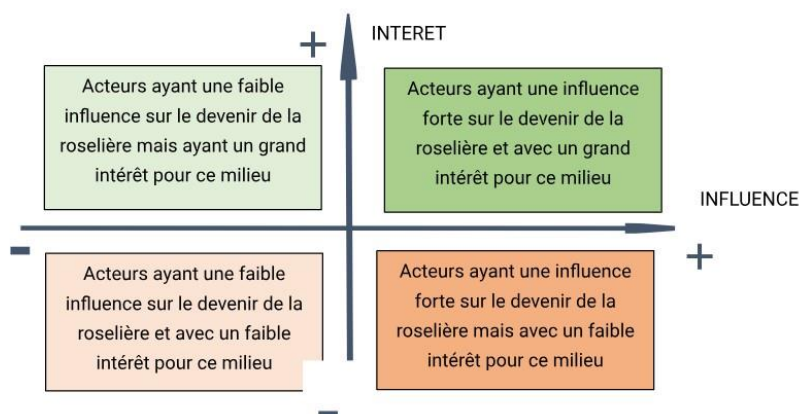 +
INTERET
Acteurs ayant une faible
influence sur le devenir de la
roselière mais ayant un grand
intérêt pour ce milieu
Acteurs ayant une influence
forte sur le devenir de la
roselière et avec un grand
intérêt pour ce milieu
INFLUENCE
-
+
Acteurs ayant une faible
influence sur le devenir de la
roselière et avec un faible
intérêt pour ce milieu
Acteurs ayant une influence
forte sur le devenir de la
roselière mais avec un faible
intérêt pour ce milieu
-